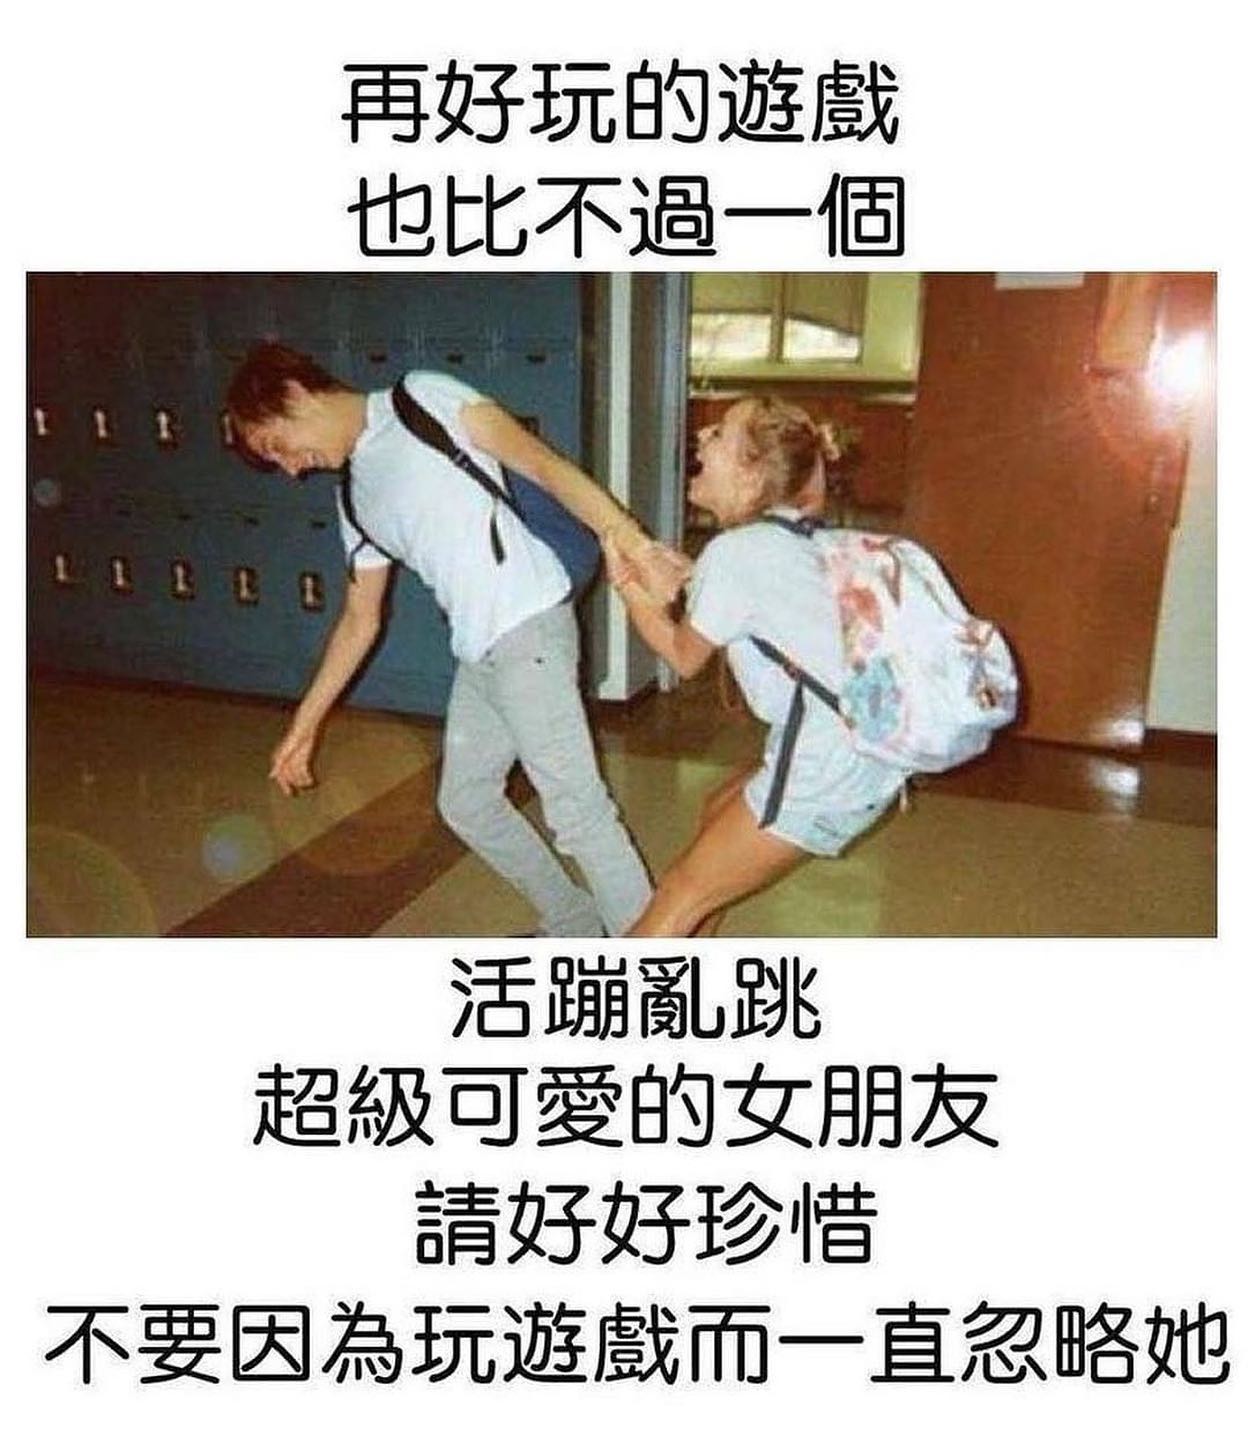 再好玩的遊戲
也比不過一個
活蹦亂跳
超級可愛的女朋友
請好好珍惜
不要因為玩遊戲而一直忽略她